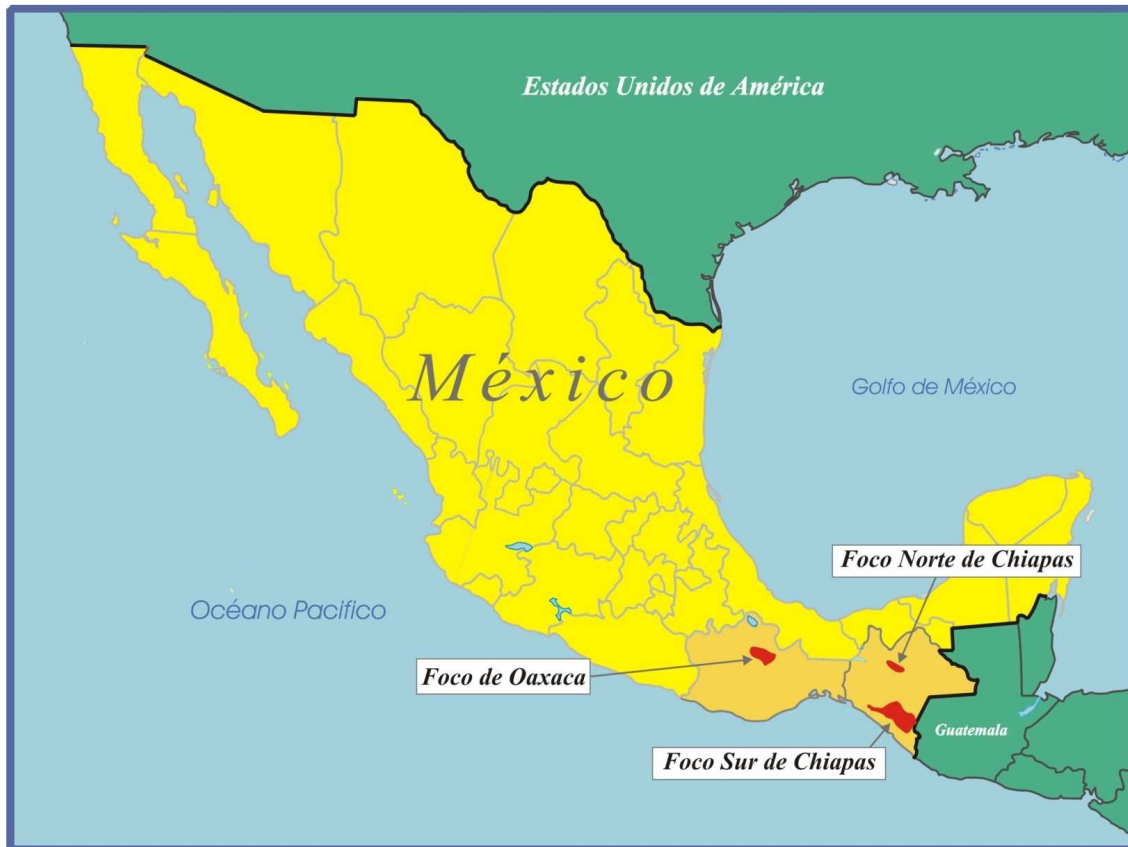 Estados Unidos de América
México
Golfo de México
Foco Norte de Chiapas
Océano Pacifico
Foco de Oaxaca
Guatemala
Foco Sur de Chiapas